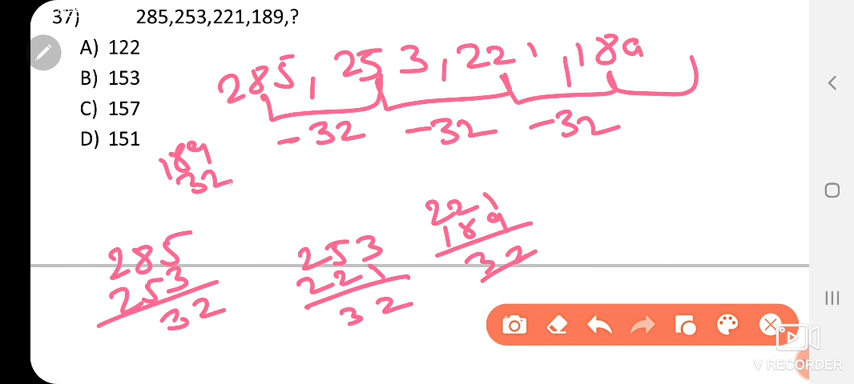 37) 285,253,221,189,?
A) 122
B) 153
C) 157
D) 151
285, 253, 221, 189
-32 -32 -32
189
32
285
253
32
253
221
32
221
189
32
V RECORDER